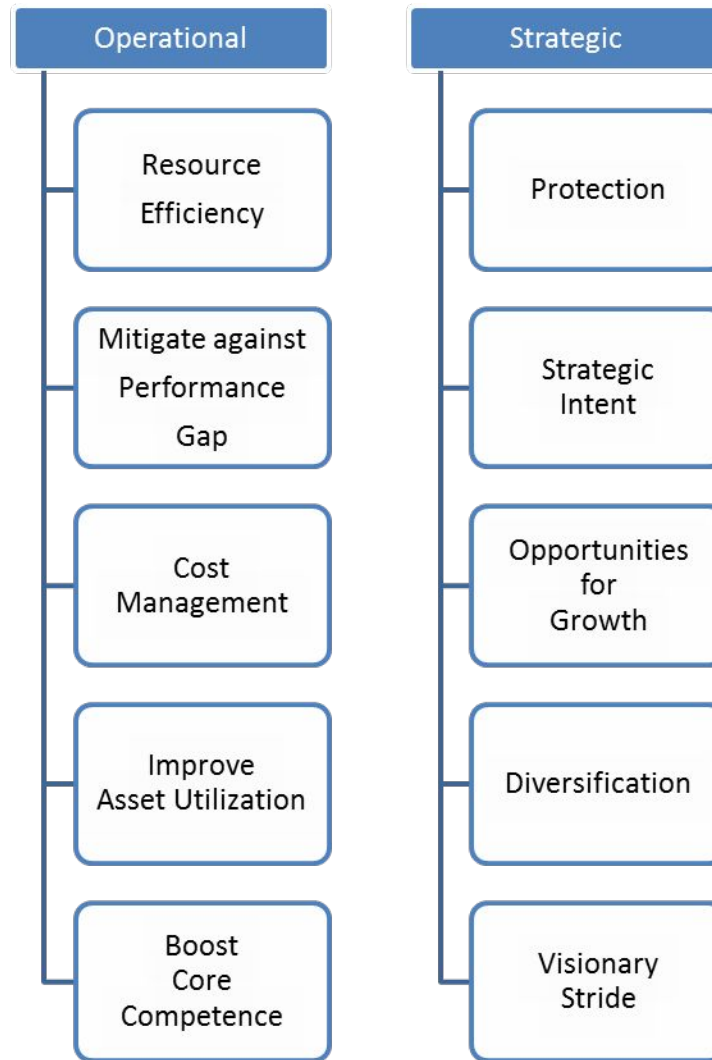 Operational
Resource
Efficiency
Mitigate against
Performance
Gap
Cost
Management
Improve
Asset Utilization
Boost
Core
Competence
Strategic
Protection
Strategic
Intent
Opportunities
for
Growth
Diversification
Visionary
Stride